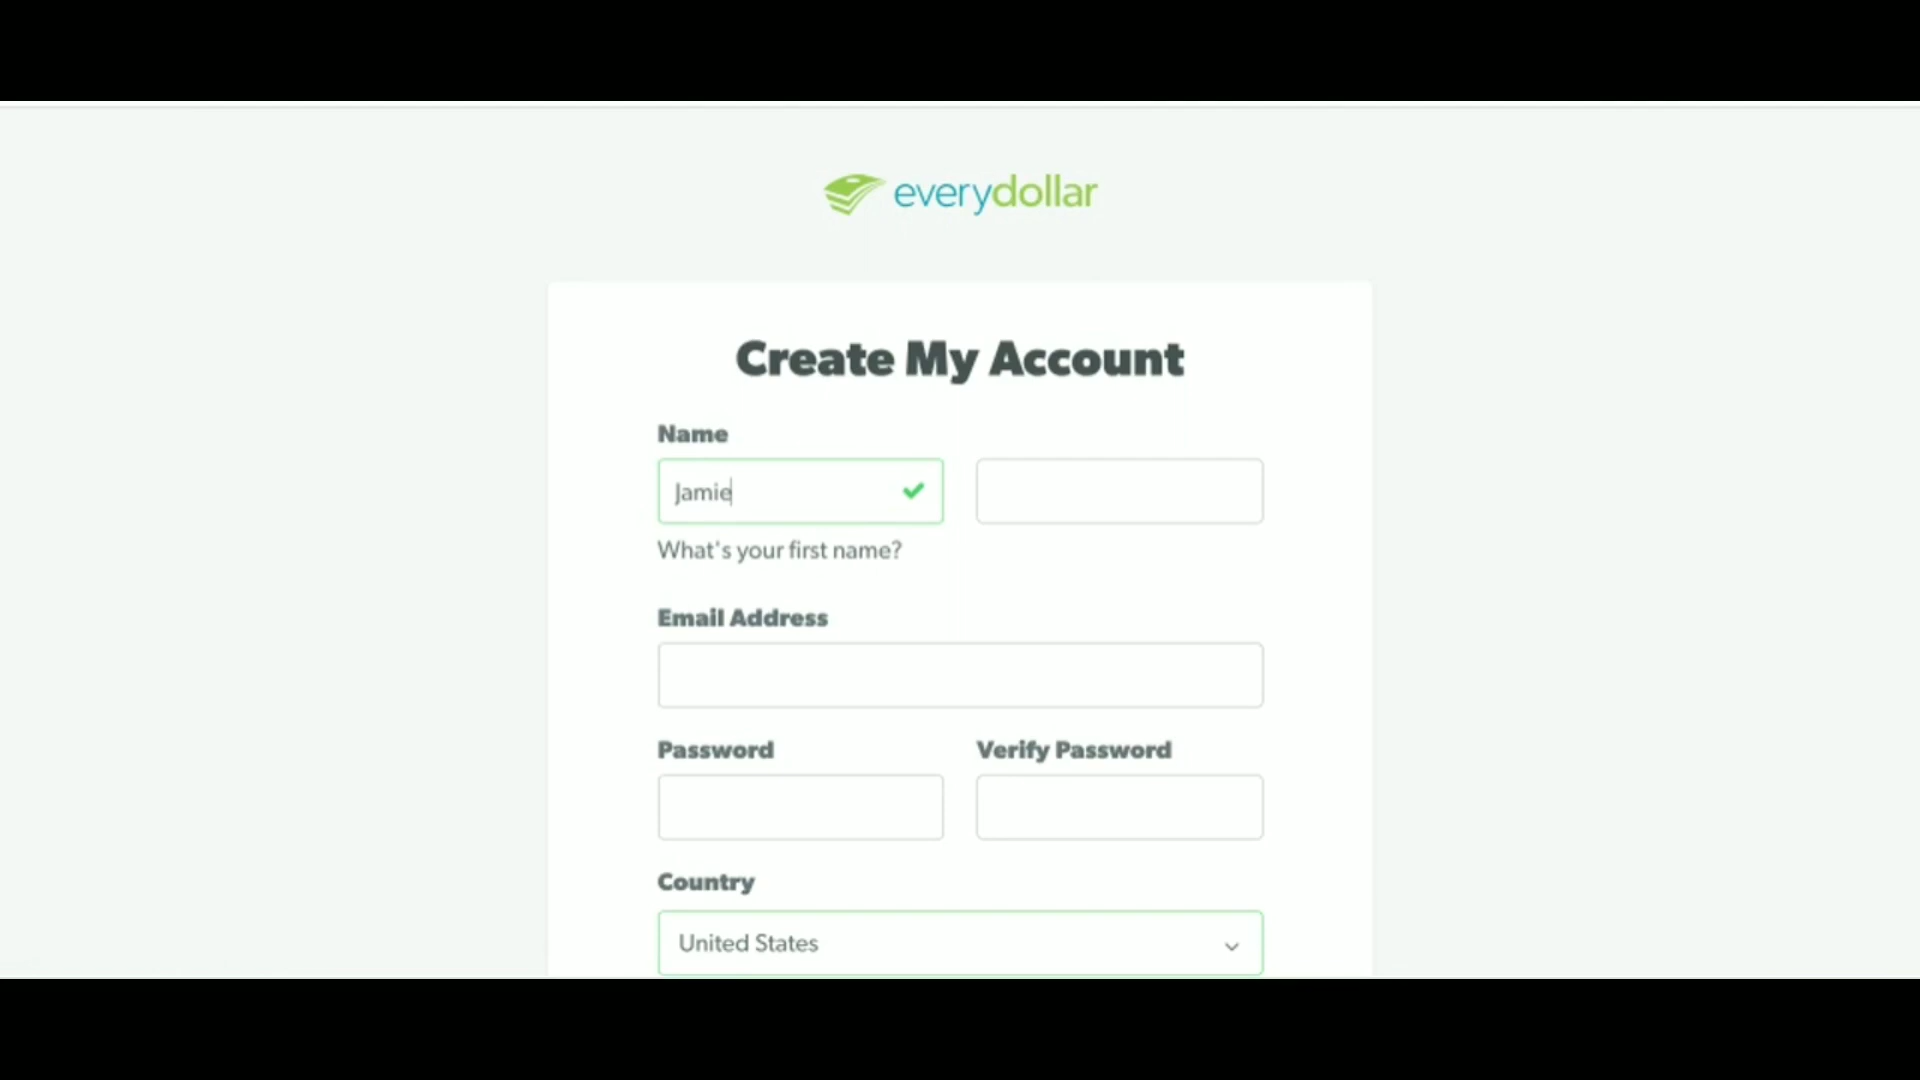 everydollar
Create My Account
Name
Jamie
What's your first name?
Email Address
Password Verify Password
Country
United States